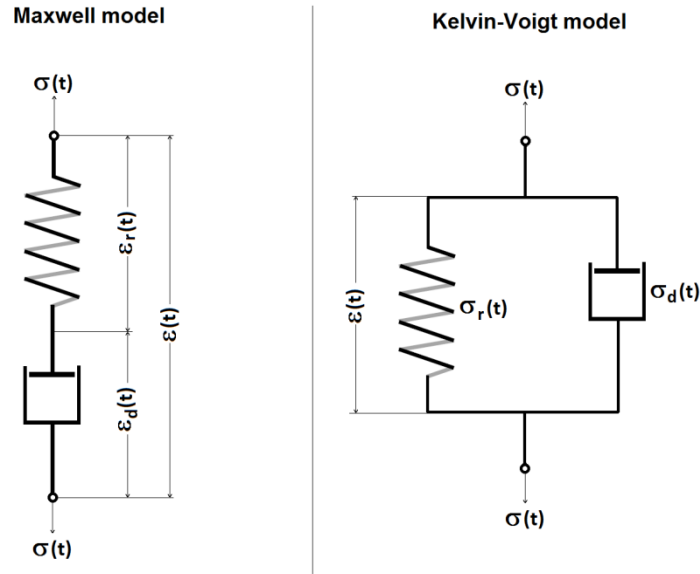 Maxwell model
σ(t)
εr(t)
ε(t)
εd(t)
σ(t)
Kelvin-Voigt model
σ(t)
ε(t)
σr(t)
σd(t)
σ(t)